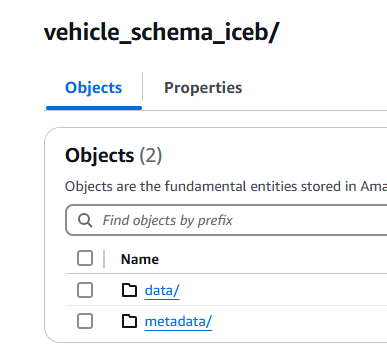 vehicle_schema_iceb/
Objects
Properties
Objects (2)
Objects are the fundamental entities stored in Ama
Find objects by prefix
Name
data/
metadata/